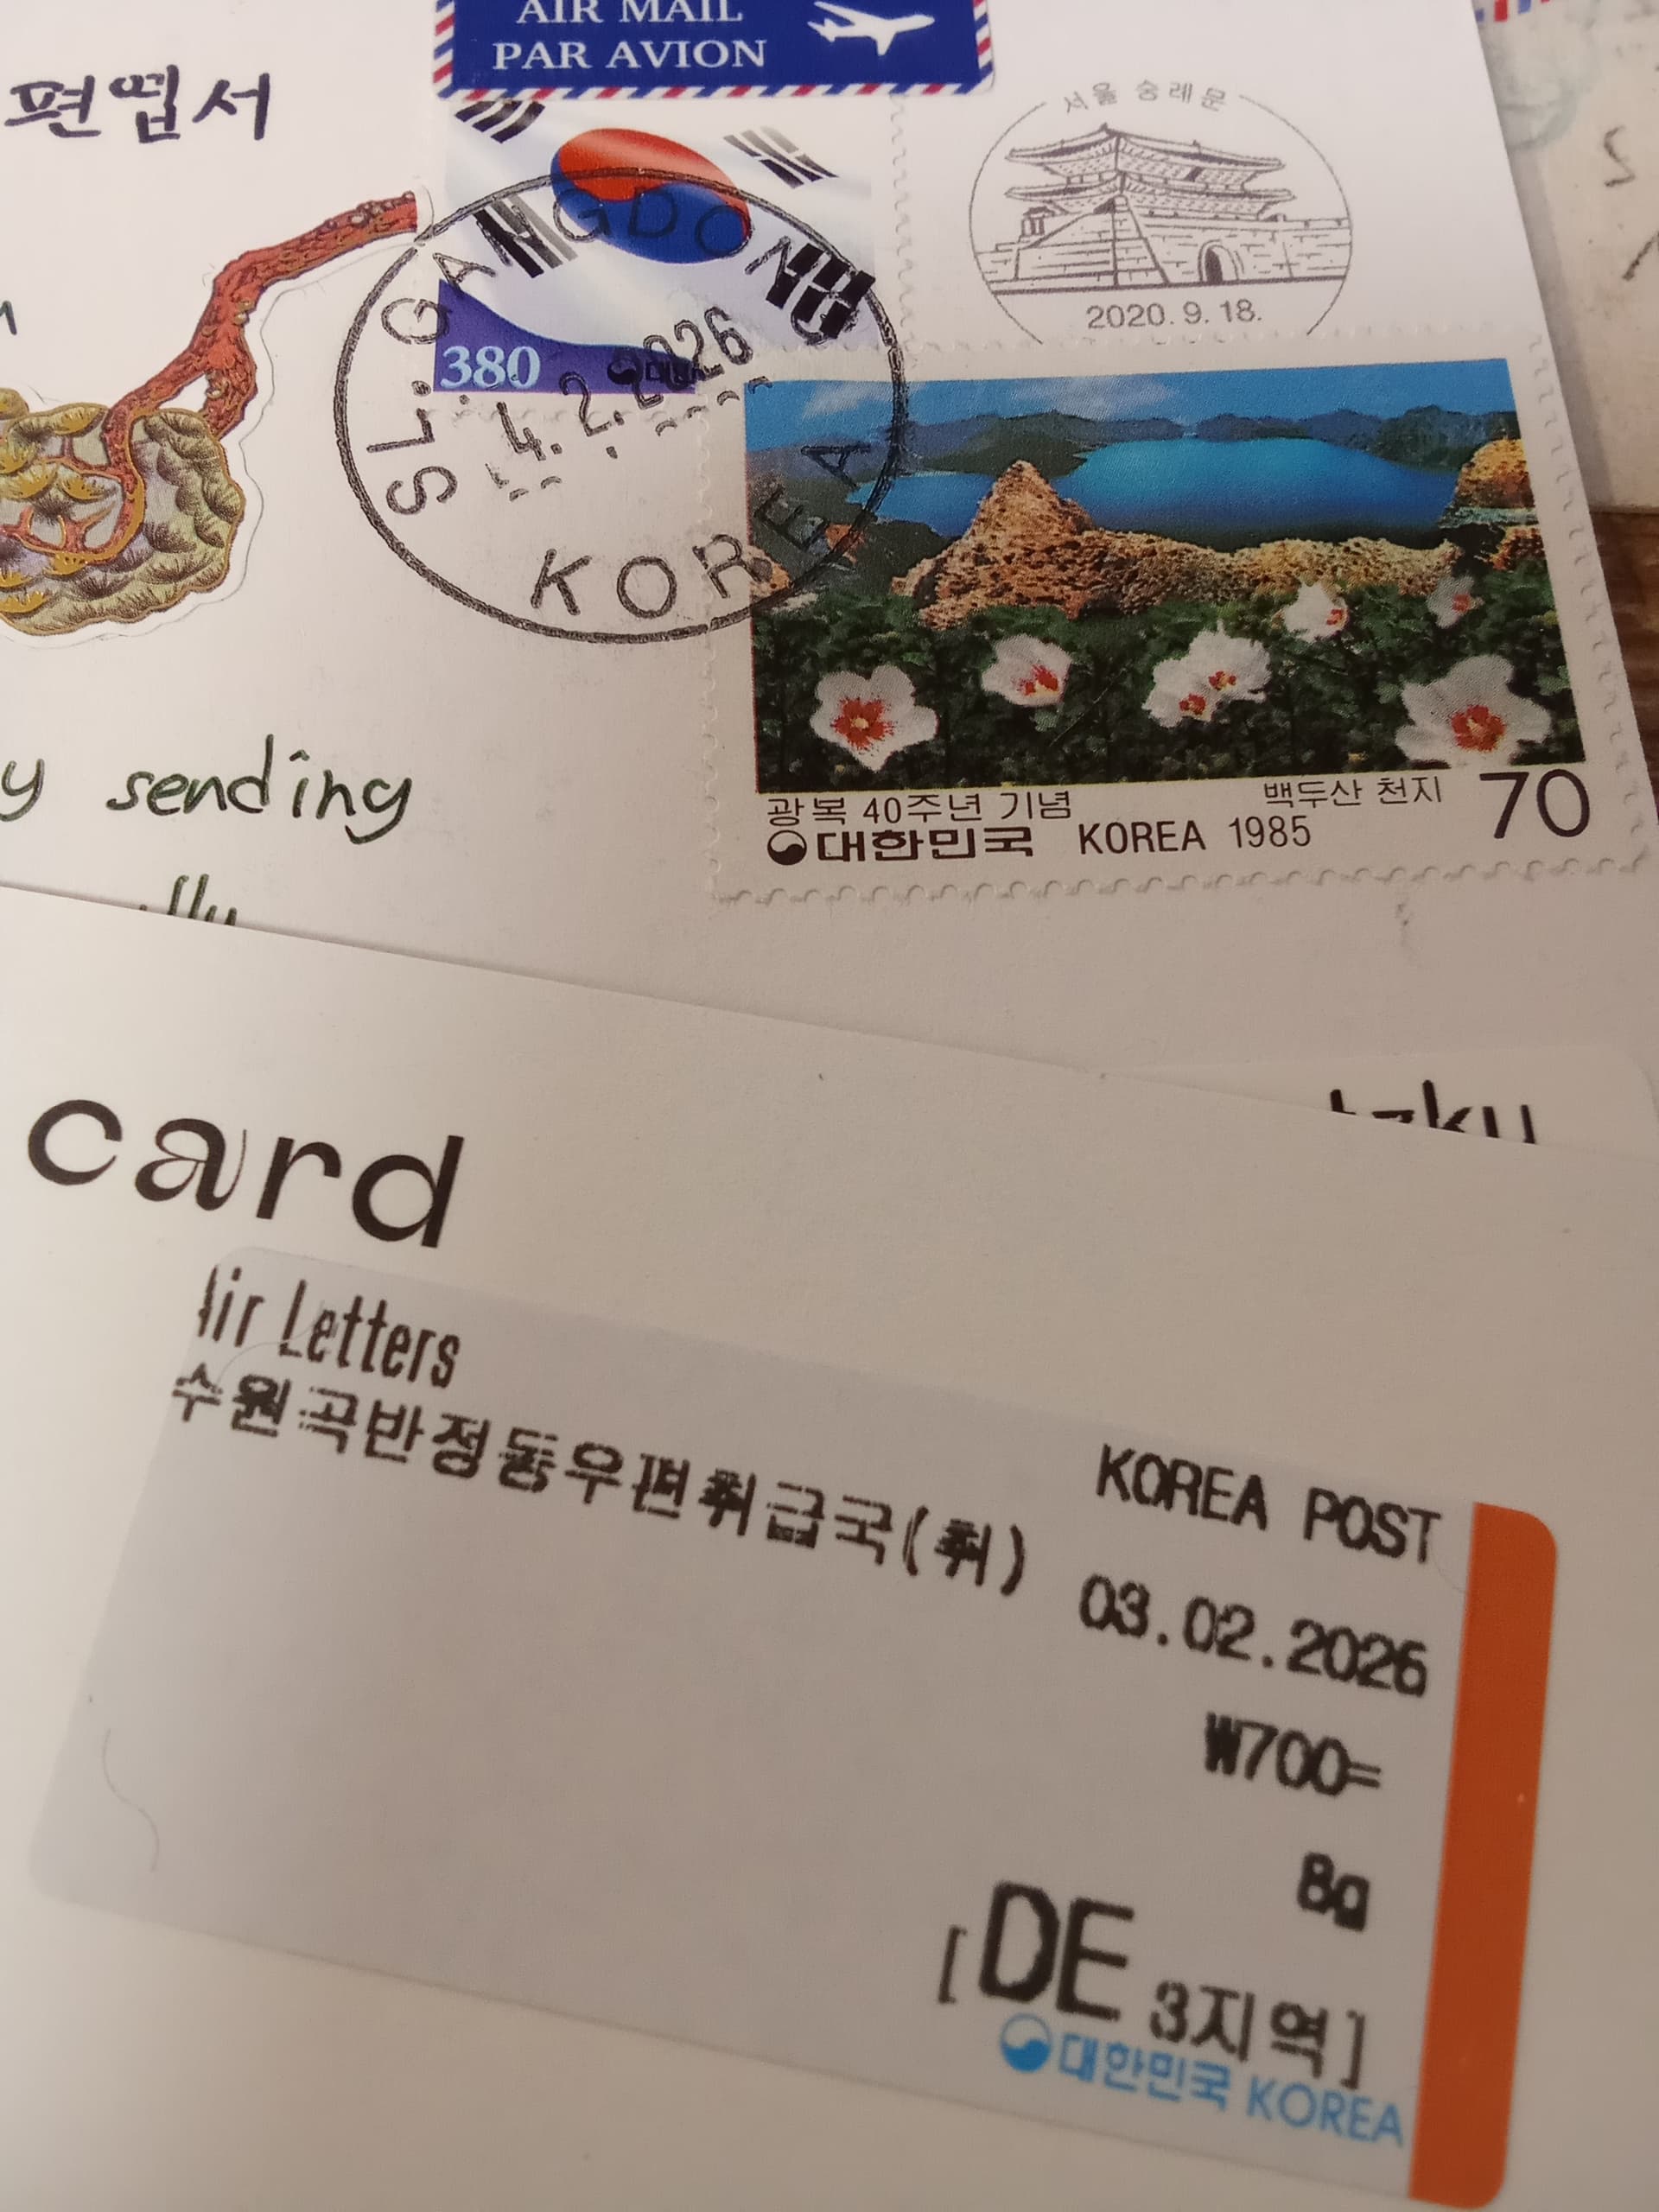 AIR MAIL
PAR AVION
편엽서
서울 숭례문
2020. 9. 18.
380
SL. GANGDONG
4. 2. 2026
KOREA
광복 40주년 기념
백두산 천지
70
대한민국 KOREA 1985
y sending
card
Air Letters
수원곡반정동우편취급국(취)
KOREA POST
03.02.2026
₩700=
8g
[DE 3지역]
대한민국 KOREA